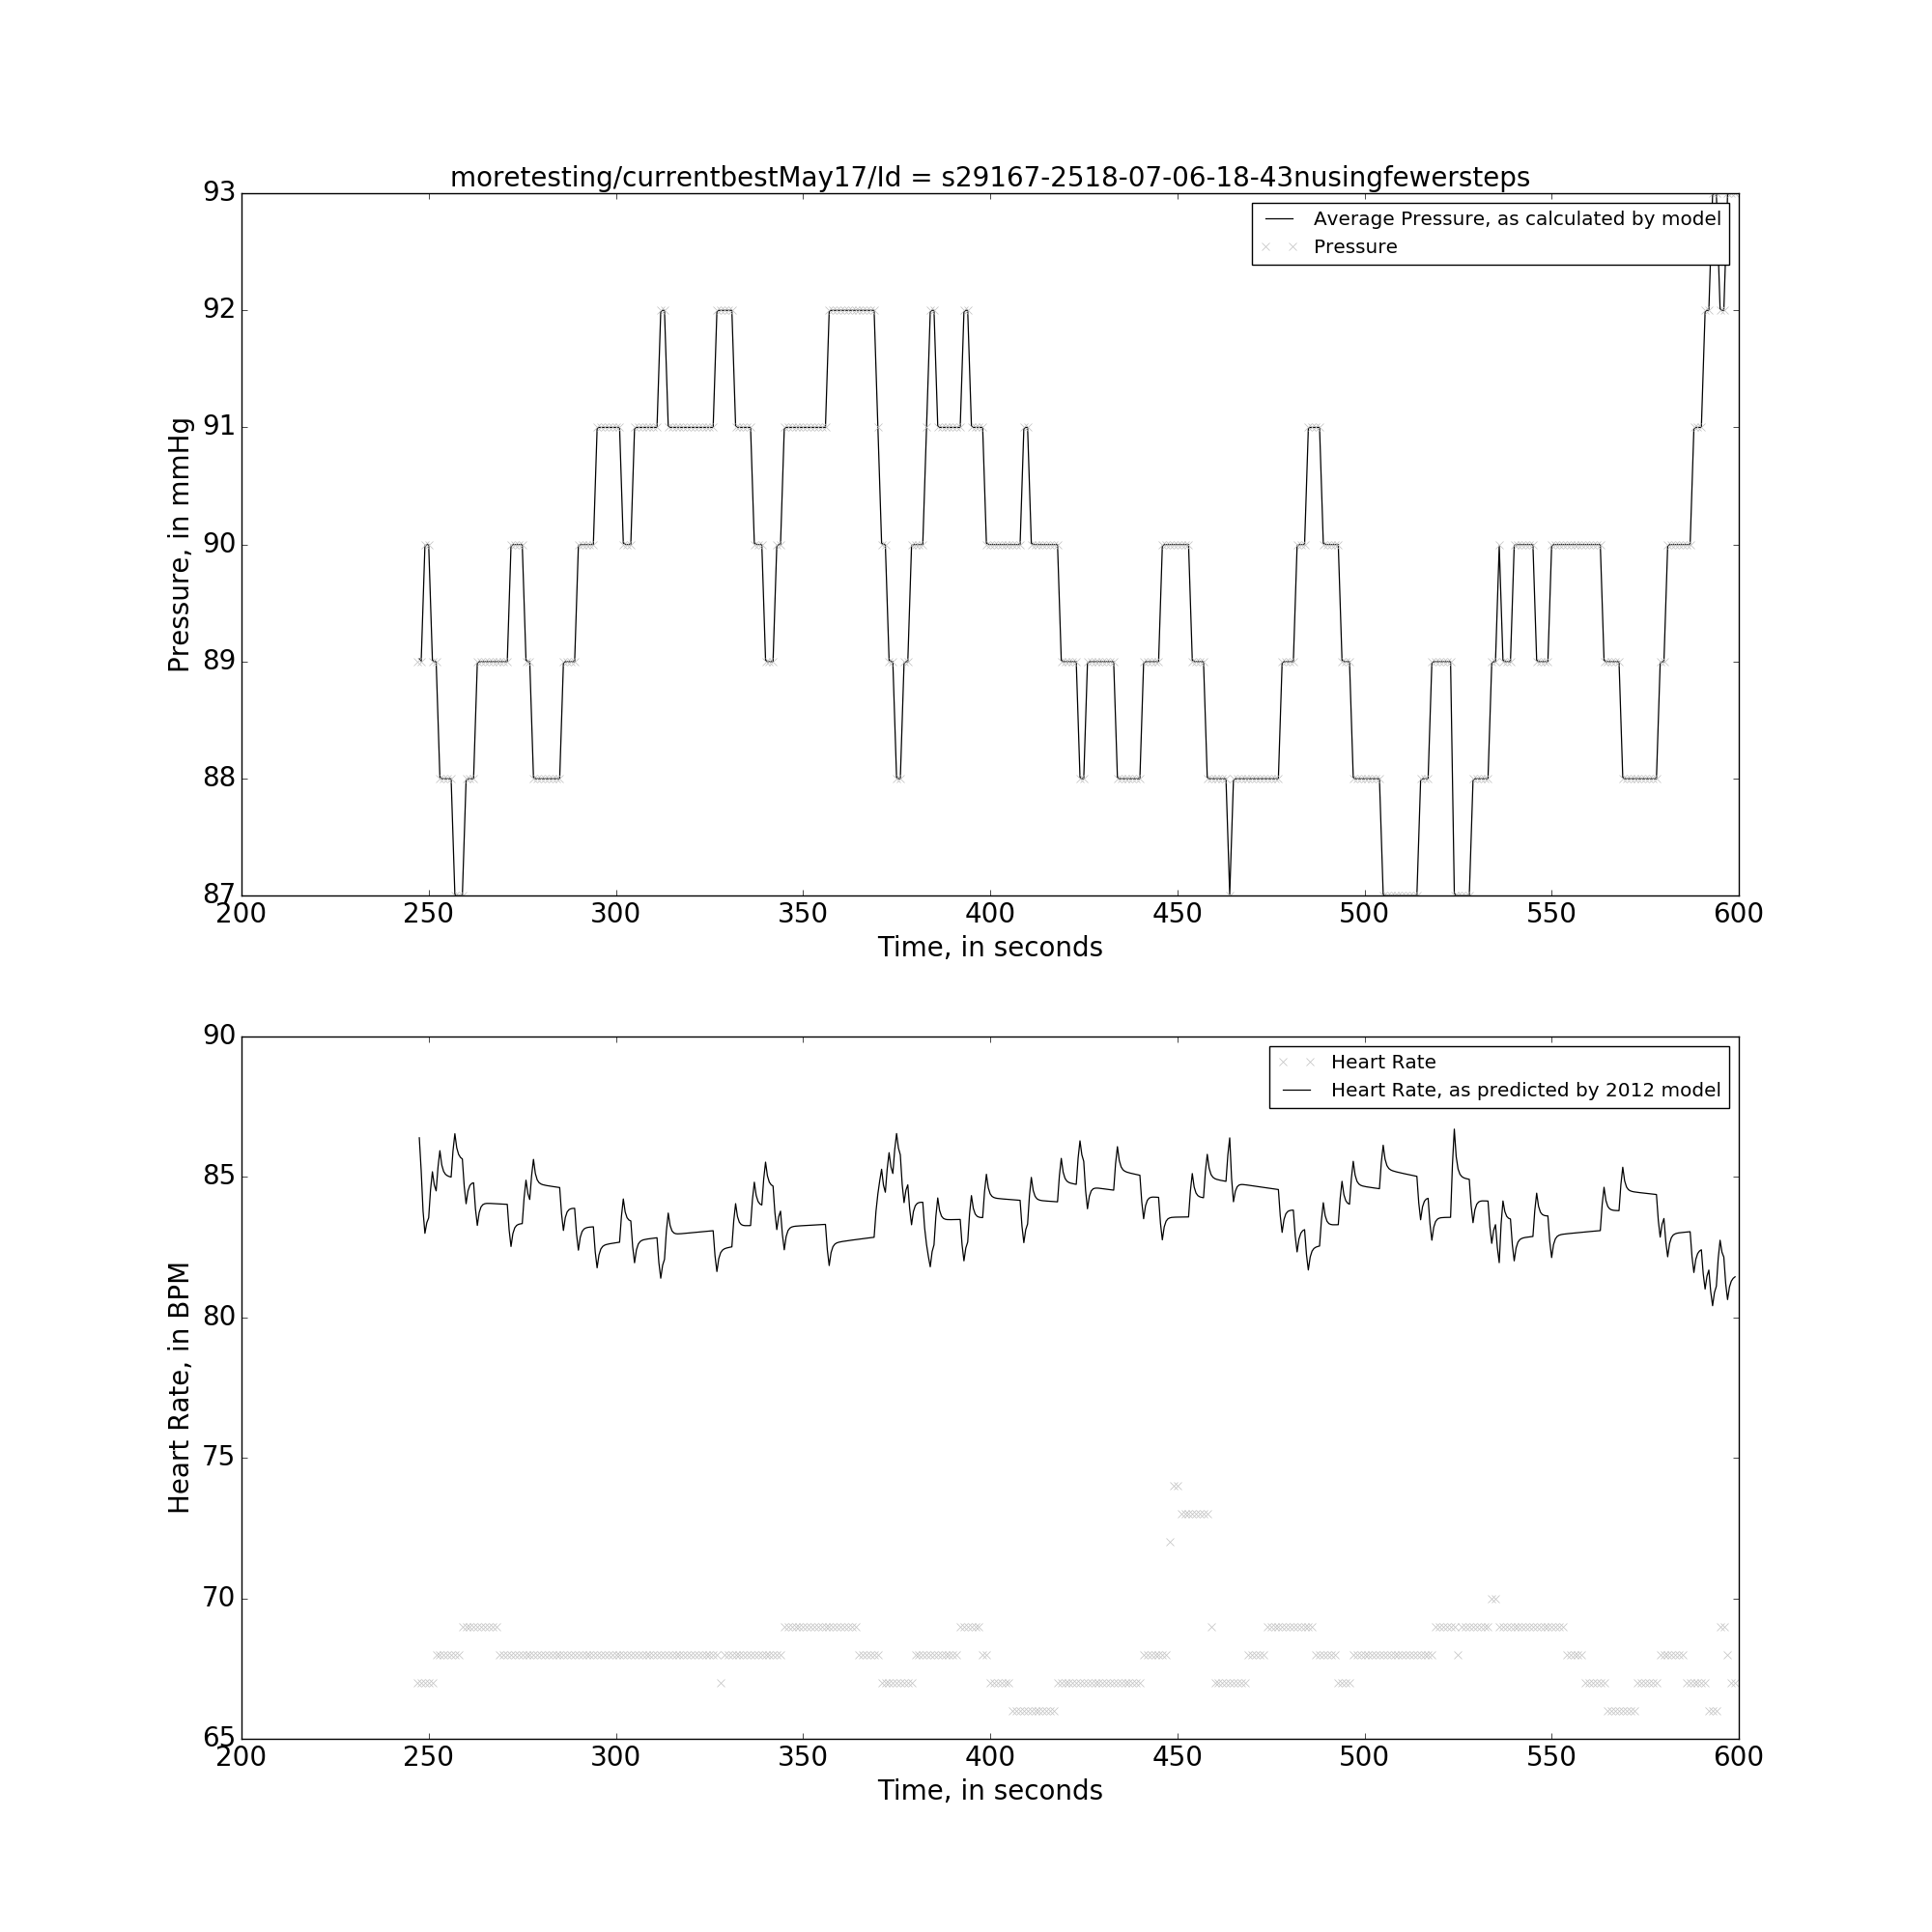 moretesting/currentbestMay17/Id = s29167-2518-07-06-18-43nusingfewersteps
93
92
91
90
89
88
87
Pressure, in mmHg
Average Pressure, as calculated by model
Pressure
200 250 300 350 400 450 500 550 600
Time, in seconds
90
85
80
75
70
65
Heart Rate, in BPM
Heart Rate
Heart Rate, as predicted by 2012 model
200 250 300 350 400 450 500 550 600
Time, in seconds